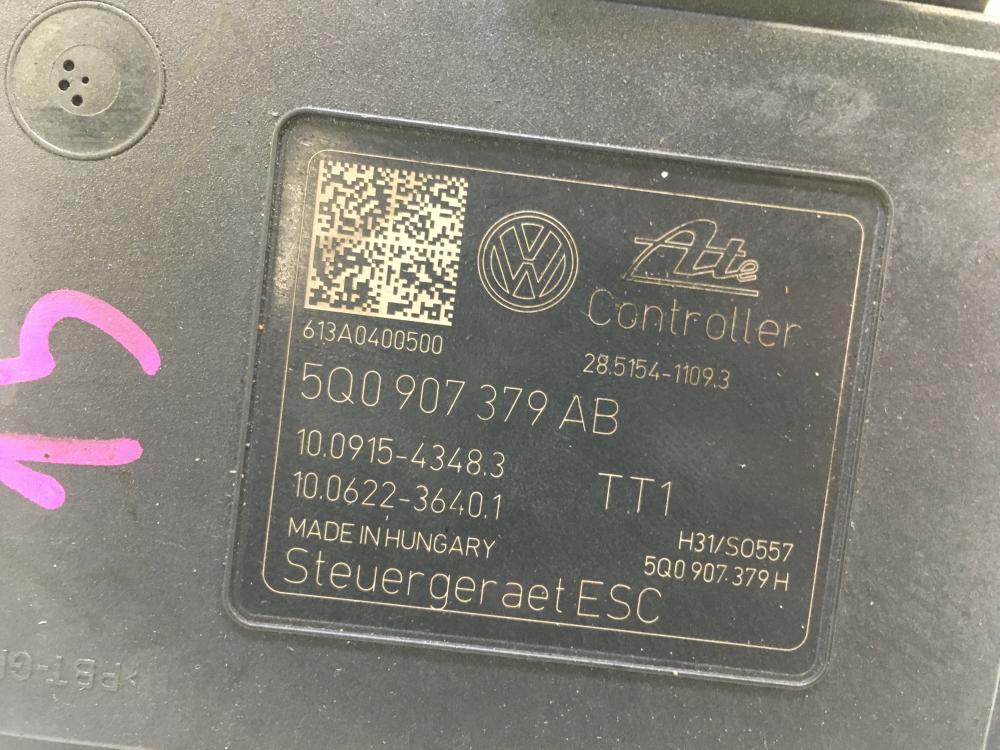 Ate
Controller
613A0400500
28.5154-1109.3
5Q0 907 379 AB
10.0915-4348.3
10.0622-3640.1
TT1
MADE IN HUNGARY
H31/S0557
5Q0 907.379 H
Steuergeraet ESC